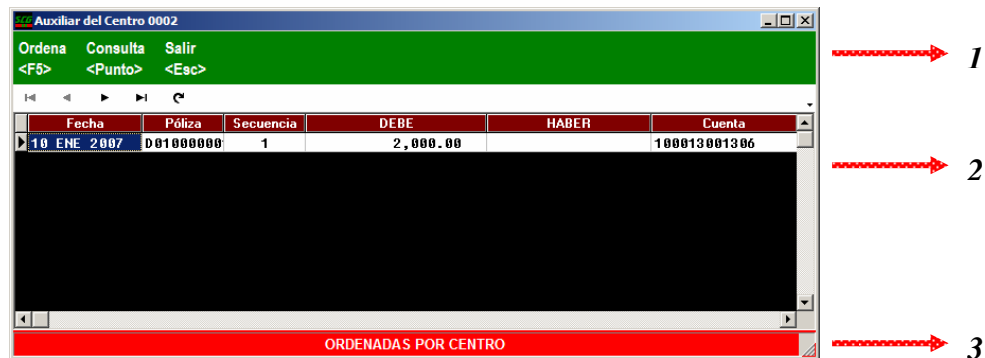 SCG Auxiliar del Centro 0002
Ordena Consulta Salir
<F5> <Punto> <Esc>
1
Fecha Póliza Secuencia DEBE HABER Cuenta
10 ENE 2007 D01000000 1 2,000.00 100013001306
2
ORDENADAS POR CENTRO
3